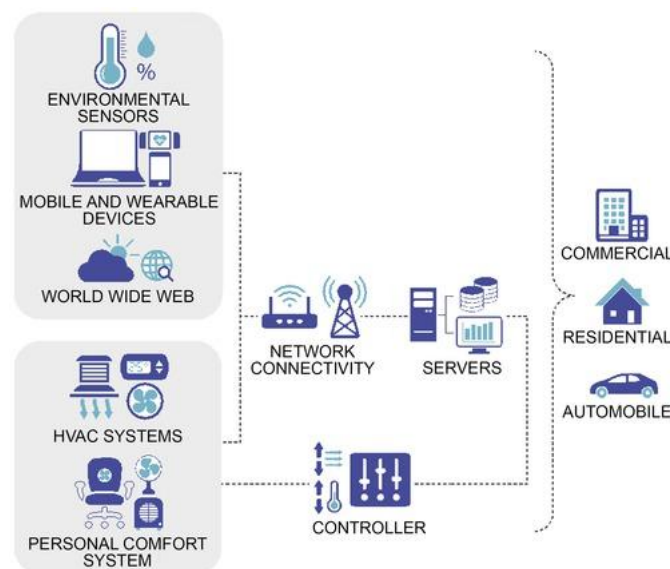 %
ENVIRONMENTAL
SENSORS
MOBILE AND WEARABLE
DEVICES
WORLD WIDE WEB
HVAC SYSTEMS
PERSONAL COMFORT
SYSTEM
NETWORK
CONNECTIVITY
SERVERS
CONTROLLER
COMMERCIAL
RESIDENTIAL
AUTOMOBILE